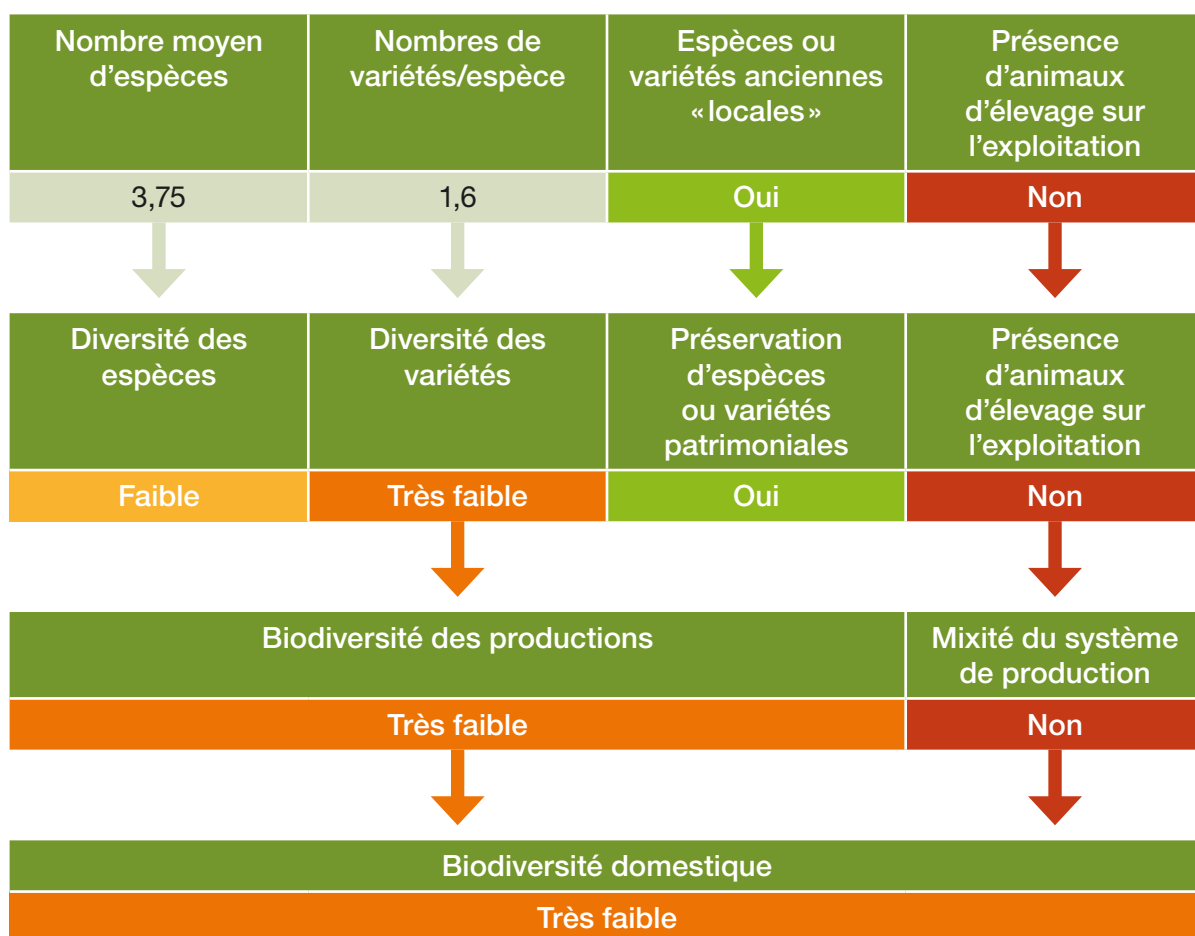 Nombre moyen
d'espèces
Nombres de
variétés/espèce
Espèces ou
variétés anciennes
«locales»
Présence
d'animaux
d'élevage sur
l'exploitation
3,75
1,6
Oui
Non
Diversité des
espèces
Diversité des
variétés
Préservation
d'espèces
ou variétés
patrimoniales
Présence
d'animaux
d'élevage sur
l'exploitation
Faible
Très faible
Oui
Non
Biodiversité des productions
Mixité du système
de production
Très faible
Non
Biodiversité domestique
Très faible